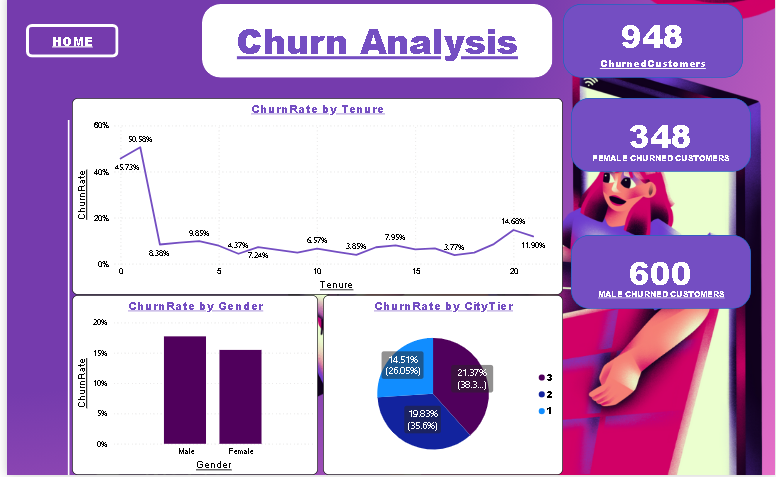 HOME
Churn Analysis
948
ChurnedCustomers
348
FEMALE CHURNED CUSTOMERS
600
MALE CHURNED CUSTOMERS
ChurnRate by Tenure
ChurnRate
60%
40%
20%
0%
50.58%
45.73%
8.38%
9.85%
4.37%
7.24%
6.57%
3.85%
7.95%
3.77%
14.68%
11.90%
0
5
10
15
20
Tenure
ChurnRate by Gender
ChurnRate
20%
15%
10%
5%
0%
Male
Female
Gender
ChurnRate by CityTier
14.51%
(26.05%)
21.37%
(38.3...)
19.83%
(35.6%)
3
2
1